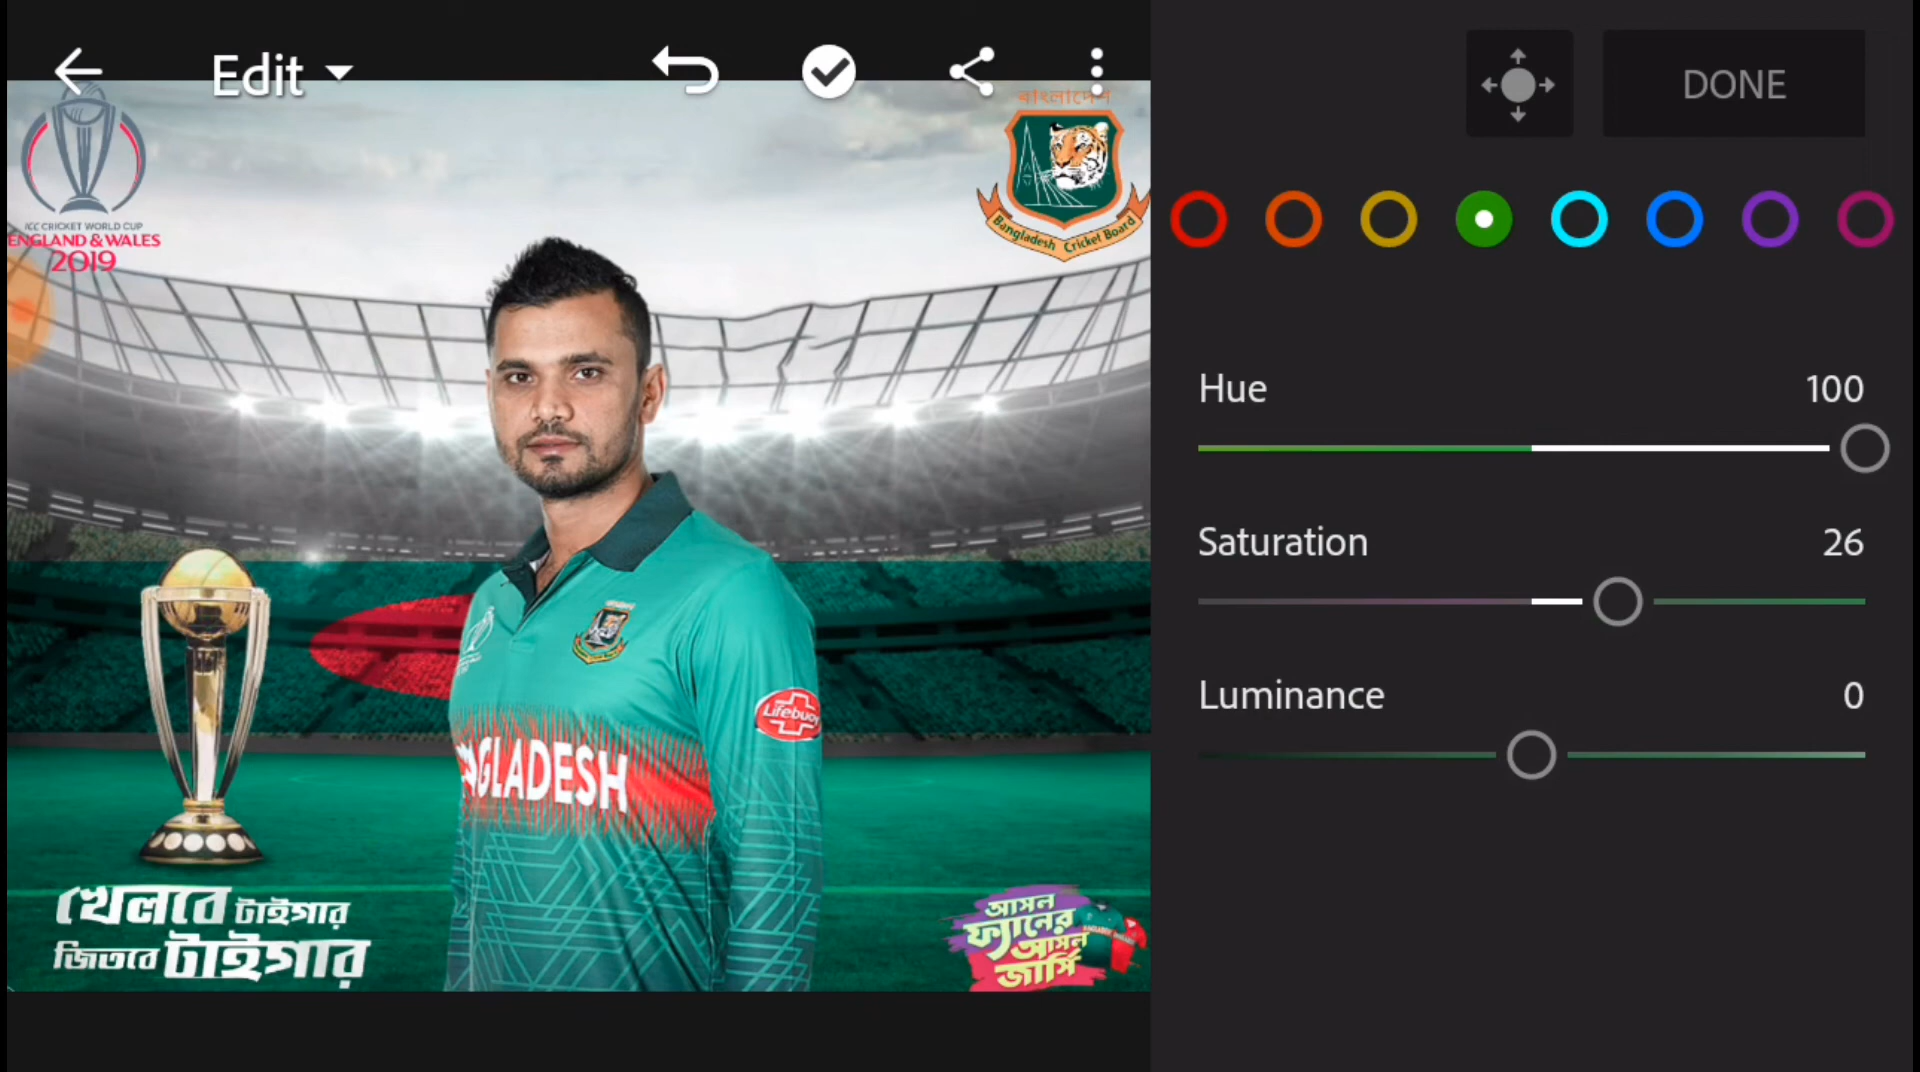 Edit
DONE
বাংলাদেশ
ICC CRICKET WORLD CUP
ENGLAND & WALES
2019
Bangladesh Cricket Board
Hue 100
Saturation 26
Luminance 0
Lifebuoy
NGLADESH
খেলবে টাইগার
জিতবে টাইগার
আসল
ফ্যানের
আসল
জার্সি